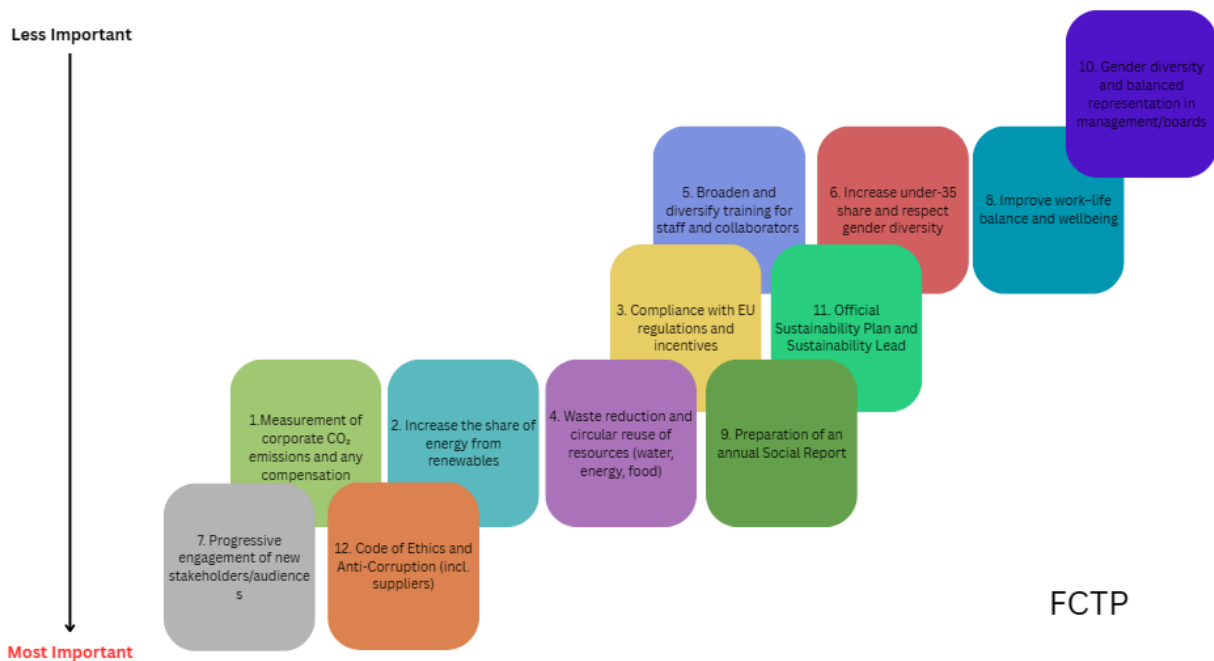 Less Important
10. Gender diversity
and balanced
representation in
management/boards
5. Broaden and
diversify training for
staff and collaborators
6. Increase under-35
share and respect
gender diversity
8. Improve work–life
balance and wellbeing
3. Compliance with EU
regulations and
incentives
11. Official
Sustainability Plan and
Sustainability Lead
1.Measurement of
corporate CO₂
emissions and any
compensation
2. Increase the share of
energy from
renewables
4. Waste reduction and
circular reuse of
resources (water,
energy, food)
9. Preparation of an
annual Social Report
7. Progressive
engagement of new
stakeholders/audience
s
12. Code of Ethics and
Anti-Corruption (incl.
suppliers)
FCTP
Most Important